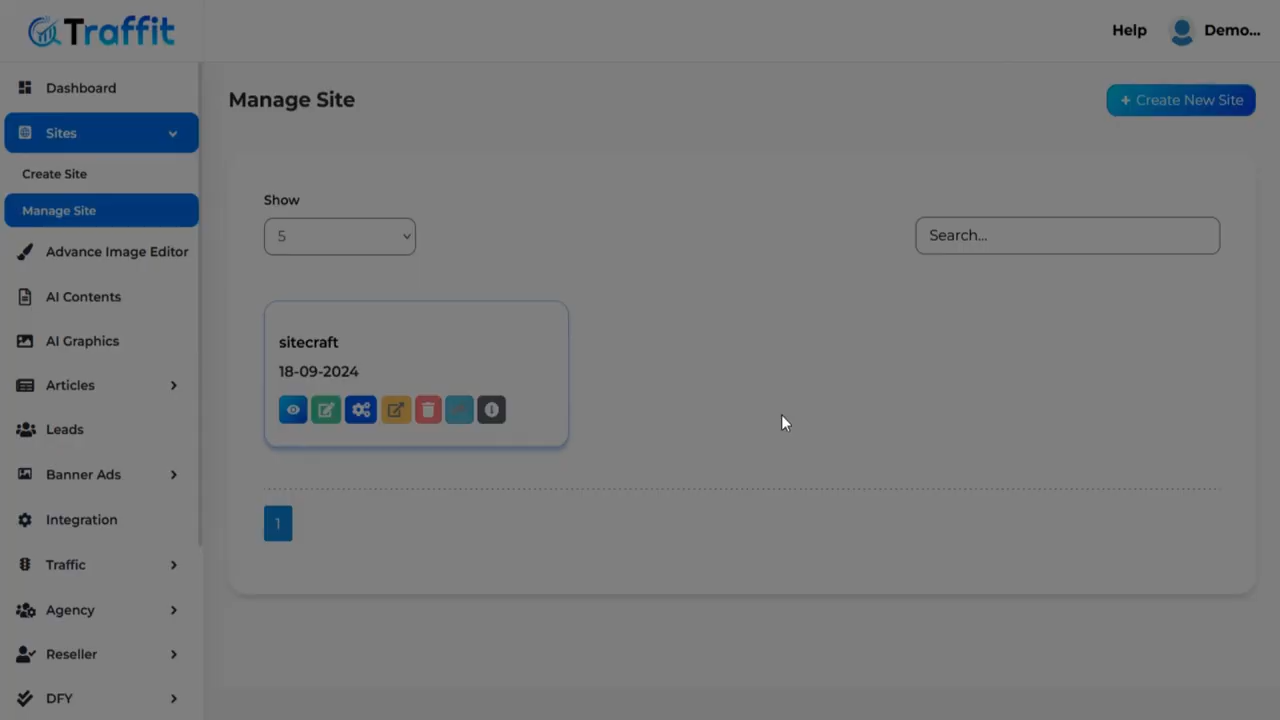 Traffit
Help
Demo...
Dashboard
Sites
Create Site
Manage Site
Advance Image Editor
AI Contents
AI Graphics
Articles
Leads
Banner Ads
Integration
Traffic
Agency
Reseller
DFY
Manage Site
+ Create New Site
Show
5
Search...
sitecraft
18-09-2024
1